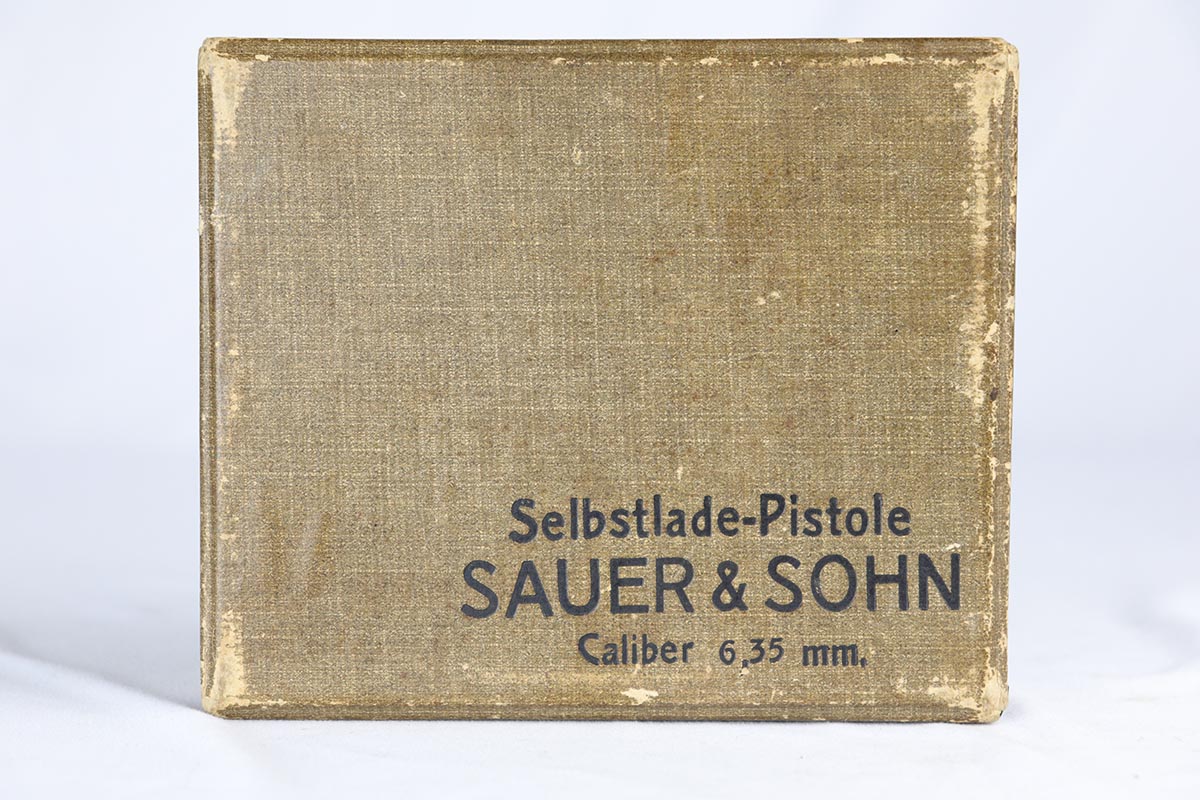 Selbstlade-Pistole
SAUER & SOHN
Caliber 6,35 mm.